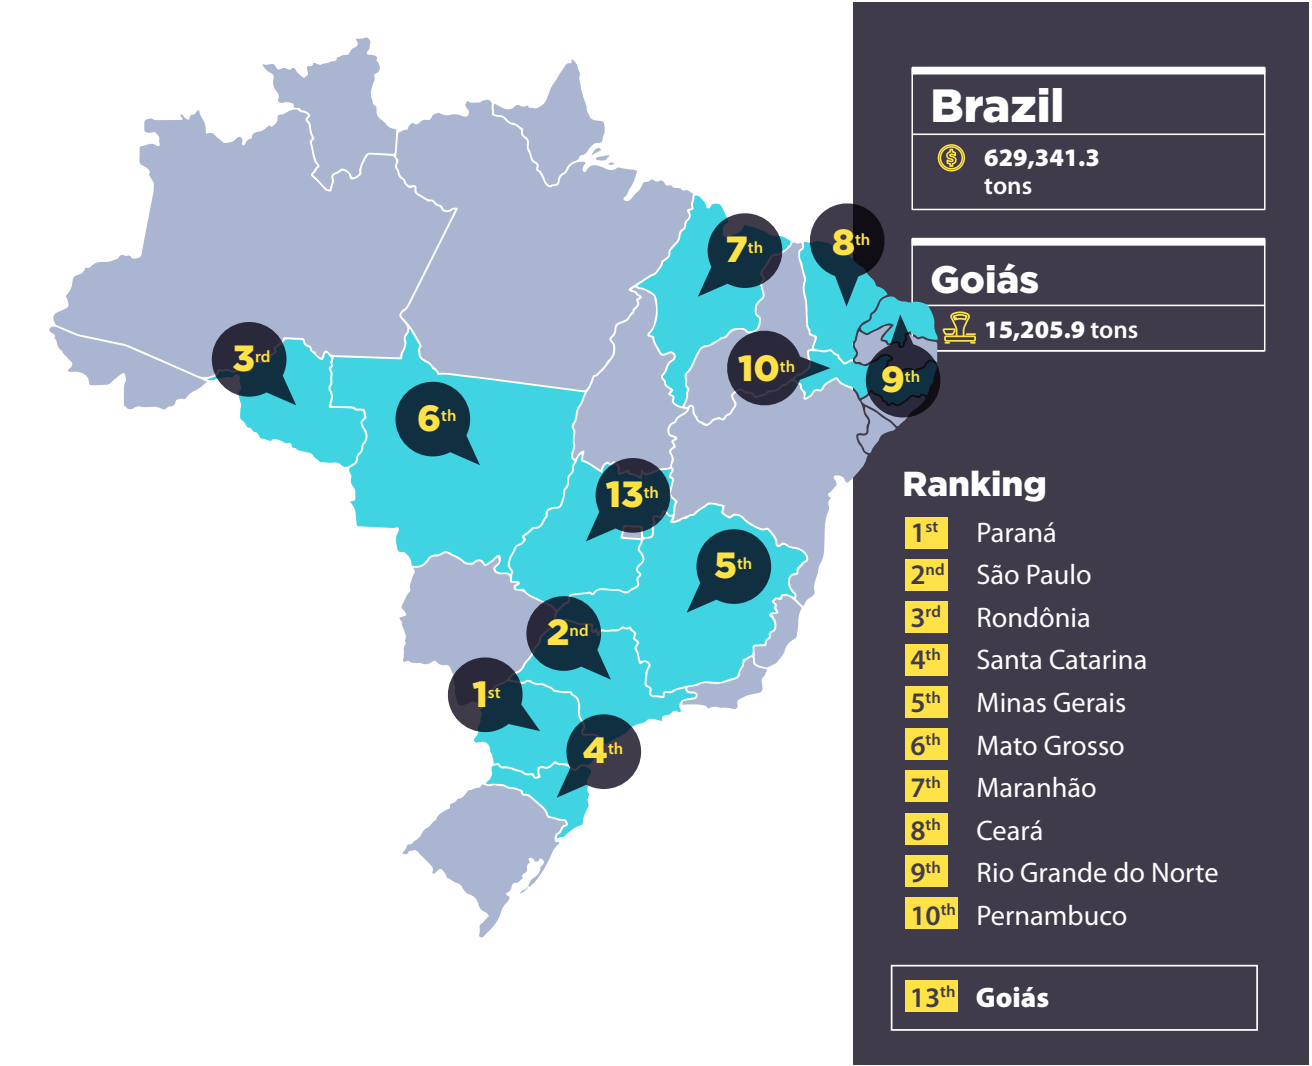 Brazil
629,341.3
tons
Goiás
15,205.9 tons
7th
8th
3rd
10th
9th
6th
13th
5th
2nd
1st
4th
Ranking
1st Paraná
2nd São Paulo
3rd Rondônia
4th Santa Catarina
5th Minas Gerais
6th Mato Grosso
7th Maranhão
8th Ceará
9th Rio Grande do Norte
10th Pernambuco
13th Goiás